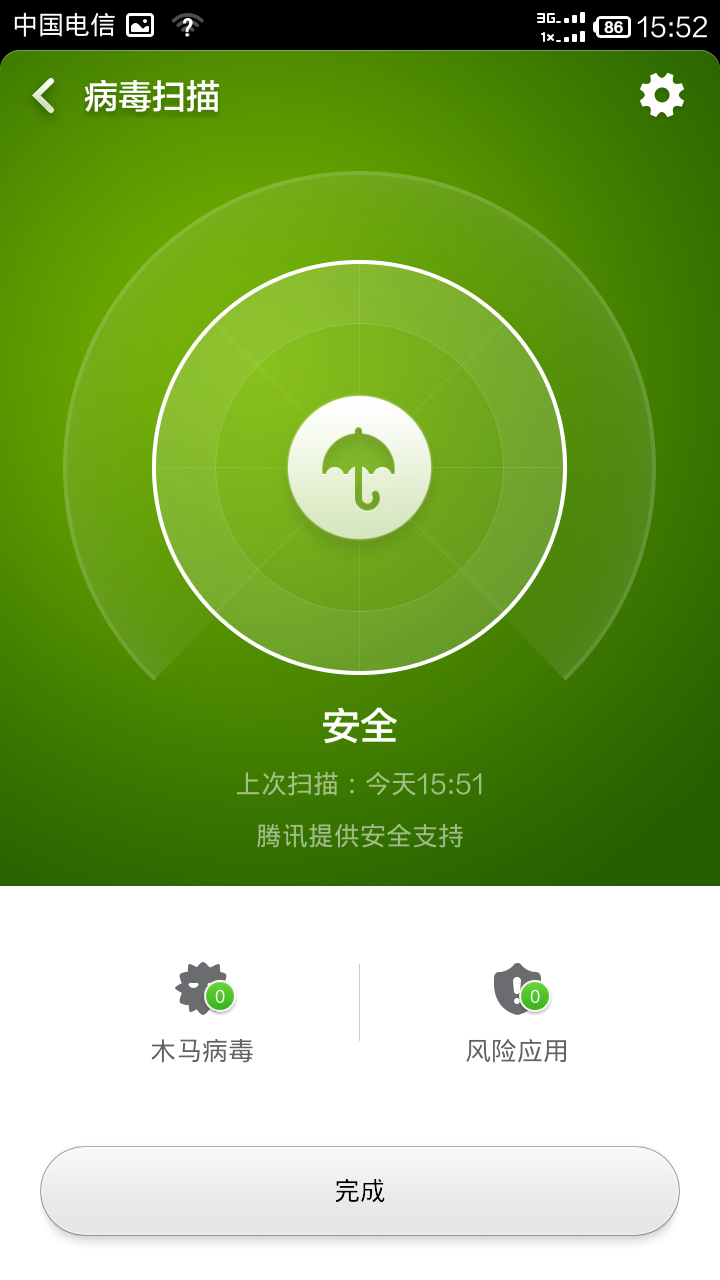 中国电信 3G 1× 86 15:52
病毒扫描
安全
上次扫描：今天15:51
腾讯提供安全支持
0 0
木马病毒 风险应用
完成